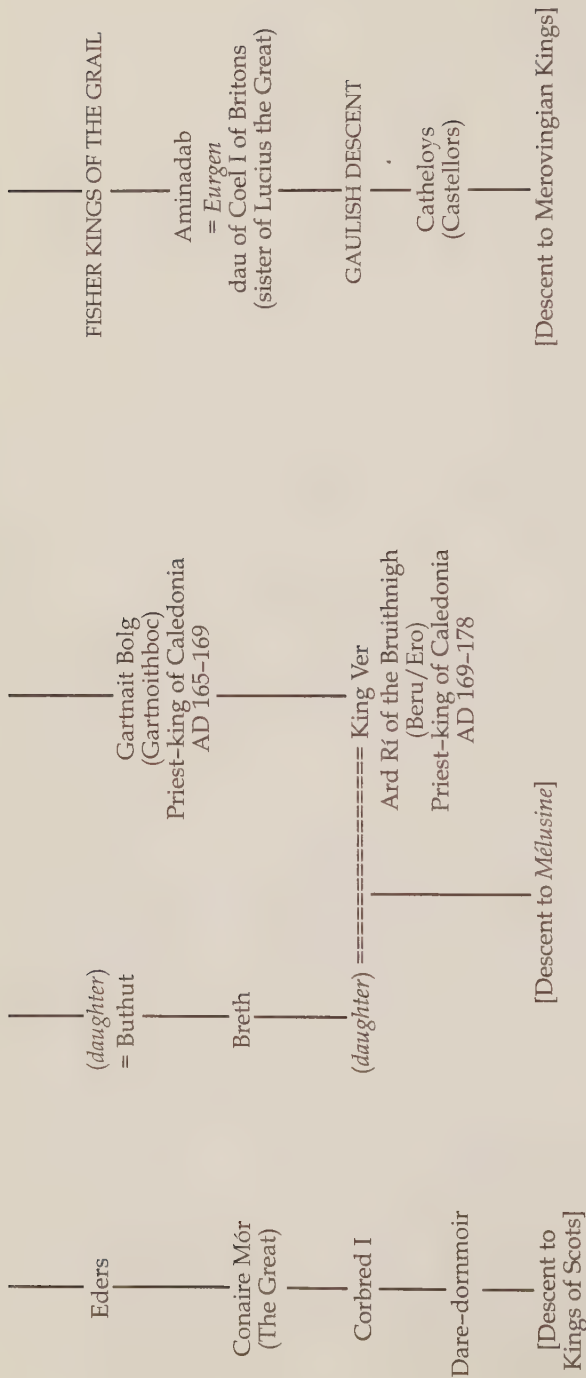 Eders
Conaire Mór
(The Great)
Corbred I
Dare-dornmoir
[Descent to
Kings of Scots]
(daughter)
= Buthut
Breth
(daughter) ================= King Ver
Ard Rí of the Bruithnigh
(Beru/Ero)
Priest-king of Caledonia
AD 169–178
[Descent to Mélusine]
Gartnait Bolg
(Gartnoithboc)
Priest-king of Caledonia
AD 165–169
FISHER KINGS OF THE GRAIL
Aminadab
= Eurgen
dau of Coel I of Britons
(sister of Lucius the Great)
GAULISH DESCENT
Catheloys
(Castellors)
[Descent to Merovingian Kings]